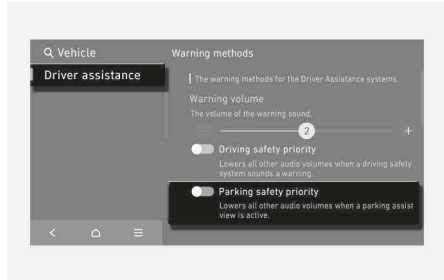 Vehicle
Driver assistance
Warning methods
The warning methods for the Driver Assistance systems.
Warning volume
The volume of the warning sound.
2
Driving safety priority
Lowers all other audio volumes when a driving safety
system sounds a warning.
Parking safety priority
Lowers all other audio volumes when a parking assist
view is active.